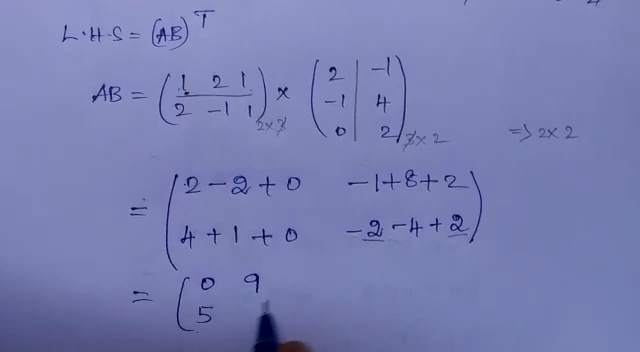 L.H.S = (AB)^T
AB = (1 2 1 / 2 -1 1)2×3 × (2 -1 / -1 4 / 0 2)3×2 ⇒ 2×2
= (2-2+0 -1+8+2 / 4+1+0 -2-4+2)
= (0 9 / 5